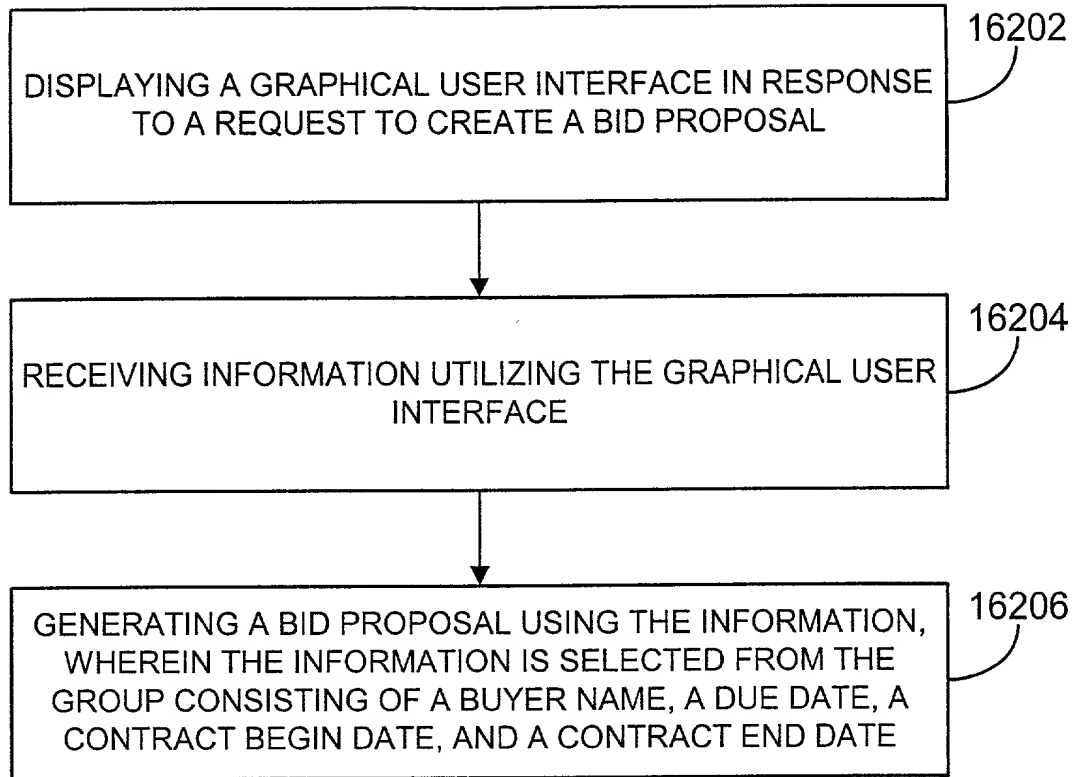 16202
DISPLAYING A GRAPHICAL USER INTERFACE IN RESPONSE
TO A REQUEST TO CREATE A BID PROPOSAL
16204
RECEIVING INFORMATION UTILIZING THE GRAPHICAL USER
INTERFACE
16206
GENERATING A BID PROPOSAL USING THE INFORMATION,
WHEREIN THE INFORMATION IS SELECTED FROM THE
GROUP CONSISTING OF A BUYER NAME, A DUE DATE, A
CONTRACT BEGIN DATE, AND A CONTRACT END DATE